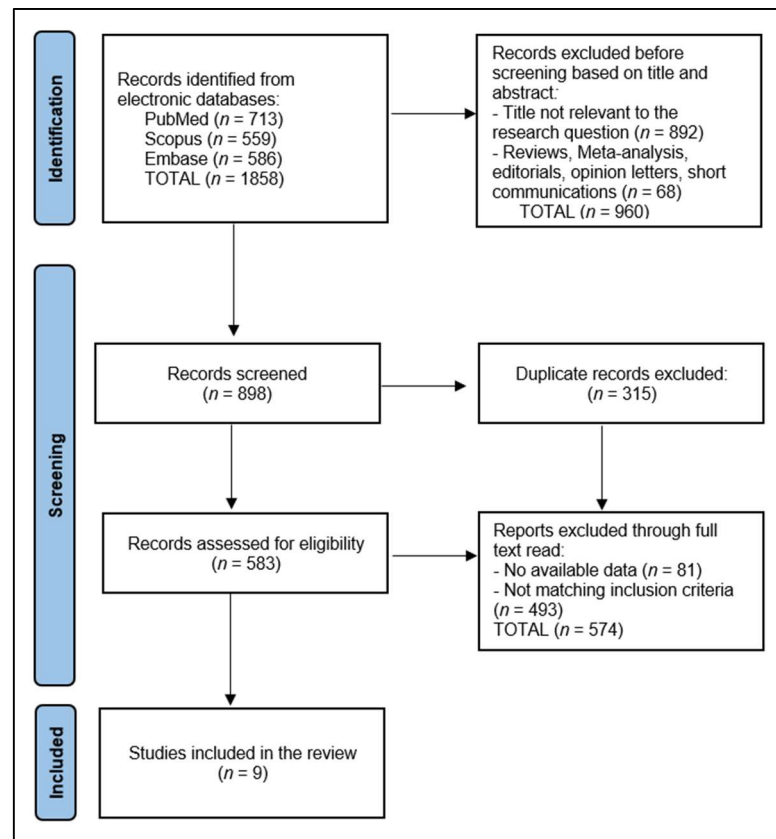 Identification
Records identified from
electronic databases:
PubMed (n = 713)
Scopus (n = 559)
Embase (n = 586)
TOTAL (n = 1858)
Records excluded before
screening based on title and
abstract:
- Title not relevant to the
research question (n = 892)
- Reviews, Meta-analysis,
editorials, opinion letters, short
communications (n = 68)
TOTAL (n = 960)
Screening
Records screened
(n = 898)
Duplicate records excluded:
(n = 315)
Records assessed for eligibility
(n = 583)
Reports excluded through full
text read:
- No available data (n = 81)
- Not matching inclusion criteria
(n = 493)
TOTAL (n = 574)
Included
Studies included in the review
(n = 9)